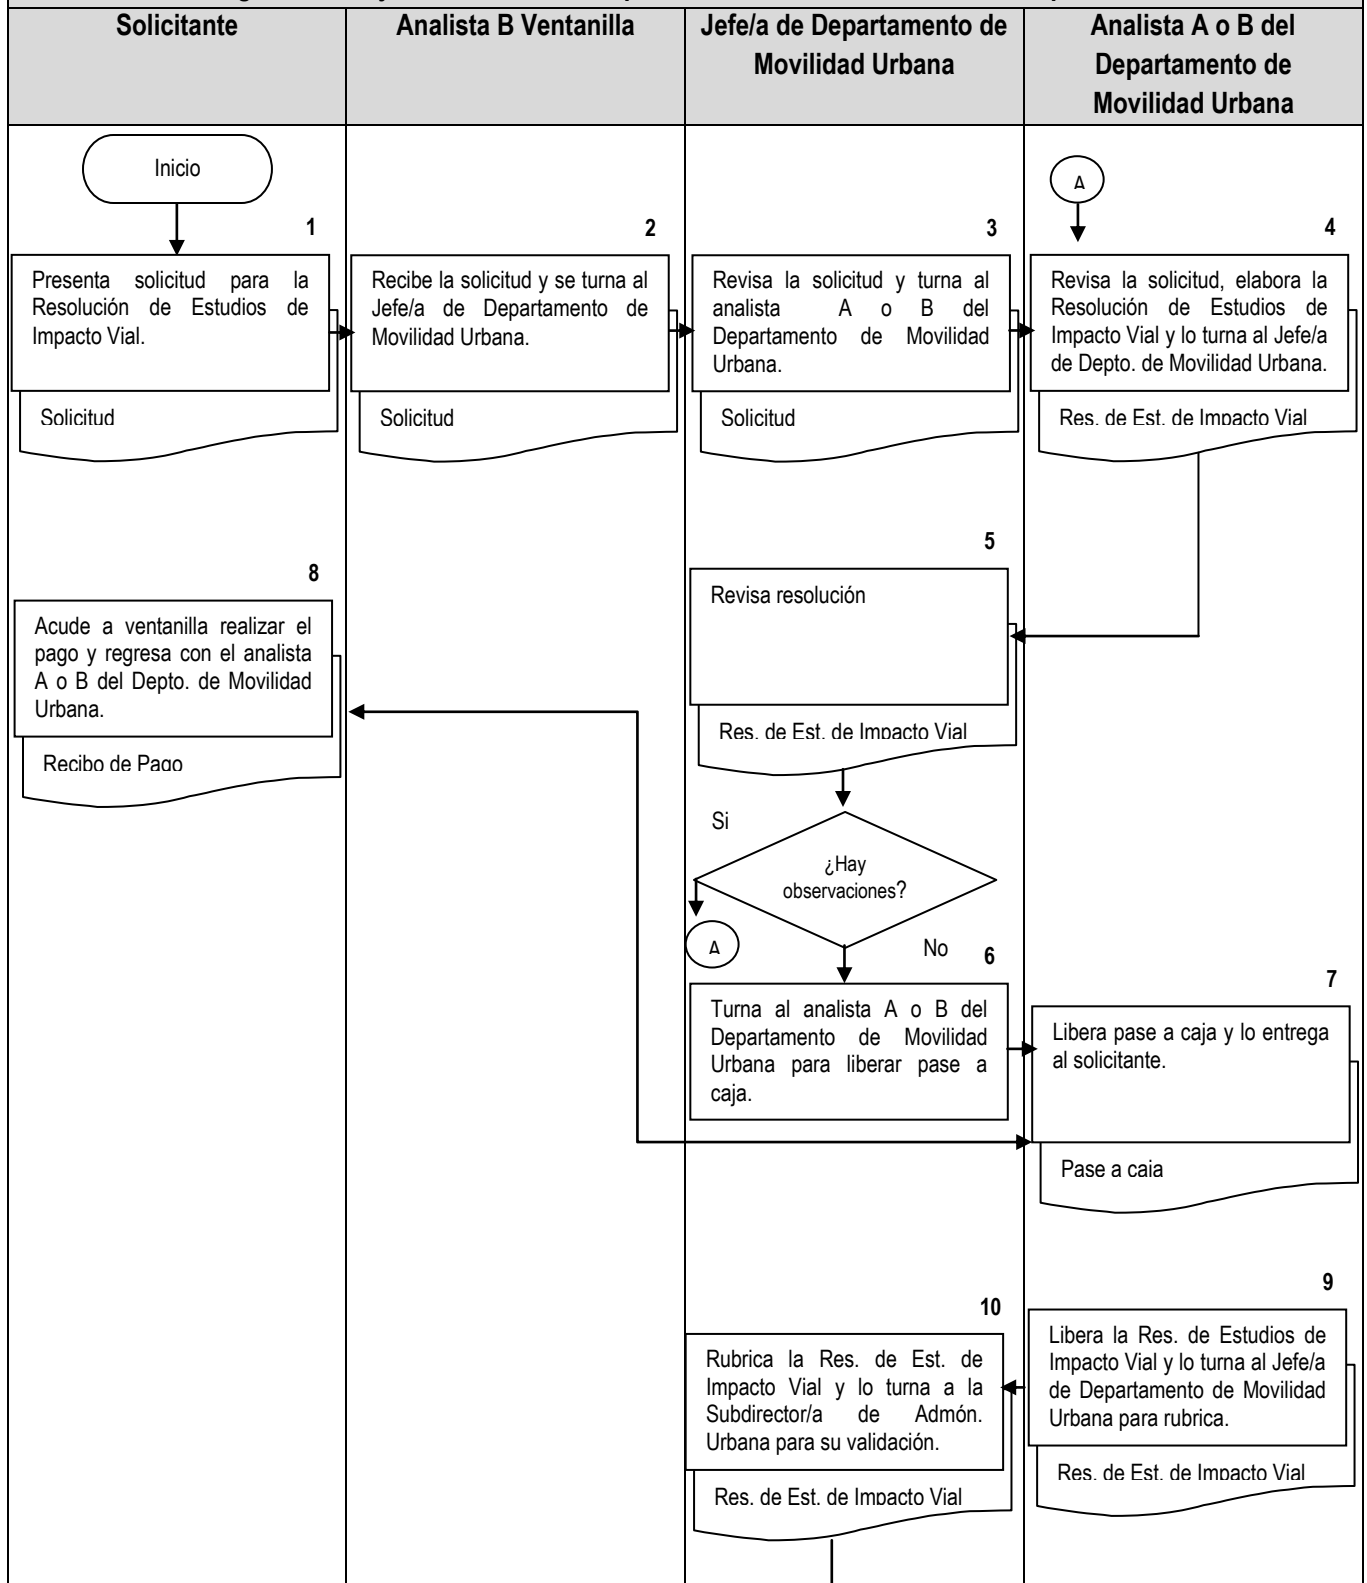 Solicitante
Analista B Ventanilla
Jefe/a de Departamento de
Movilidad Urbana
Analista A o B del
Departamento de
Movilidad Urbana
Inicio
A
1
2
3
4
Presenta solicitud para la
Resolución de Estudios de
Impacto Vial.
Solicitud
Recibe la solicitud y se turna al
Jefe/a de Departamento de
Movilidad Urbana.
Solicitud
Revisa la solicitud y turna al
analista A o B del
Departamento de Movilidad
Urbana.
Solicitud
Revisa la solicitud, elabora la
Resolución de Estudios de
Impacto Vial y lo turna al Jefe/a
de Depto. de Movilidad Urbana.
Res. de Est. de Impacto Vial
5
Revisa resolución
Res. de Est. de Impacto Vial
8
Acude a ventanilla realizar el
pago y regresa con el analista
A o B del Depto. de Movilidad
Urbana.
Recibo de Pago
Si
¿Hay
observaciones?
A
No
6
Turna al analista A o B del
Departamento de Movilidad
Urbana para liberar pase a
caja.
7
Libera pase a caja y lo entrega
al solicitante.
Pase a caja
9
Libera la Res. de Estudios de
Impacto Vial y lo turna al Jefe/a
de Departamento de Movilidad
Urbana para rubrica.
Res. de Est. de Impacto Vial
10
Rubrica la Res. de Est. de
Impacto Vial y lo turna a la
Subdirector/a de Admón.
Urbana para su validación.
Res. de Est. de Impacto Vial